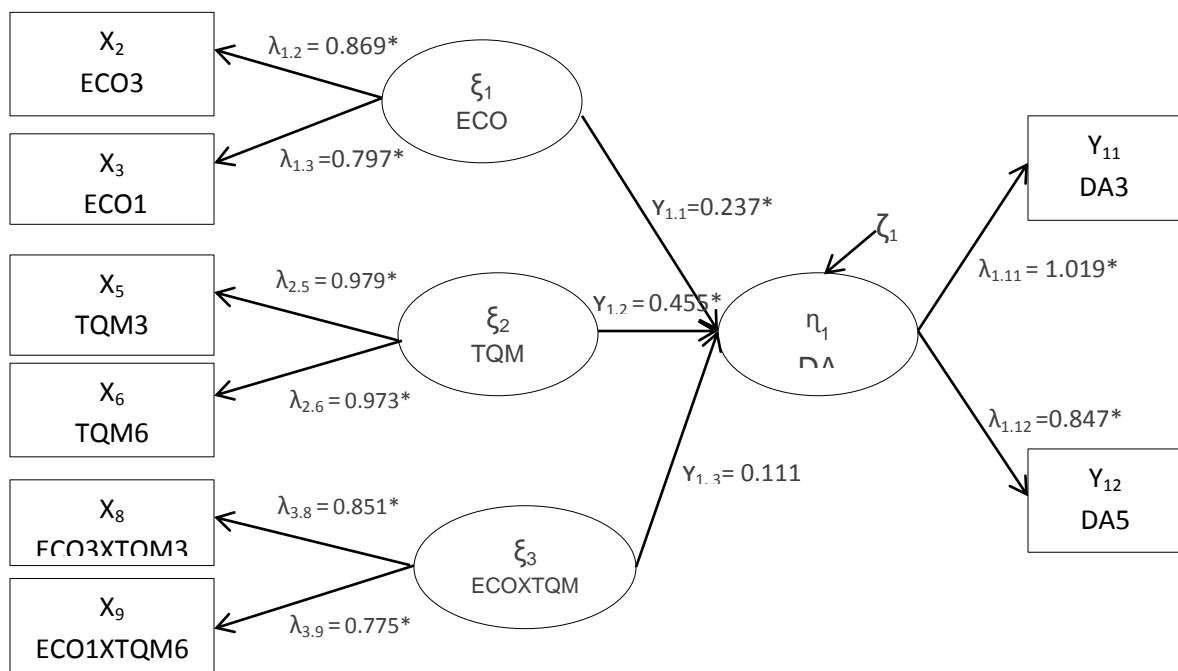 X₂
ECO3
λ₁.₂ = 0.869*
ξ₁
ECO
X₃
ECO1
λ₁.₃ =0.797*
Y₁₁
DA3
γ₁.₁=0.237*
ζ₁
λ₁.₁₁ = 1.019*
X₅
TQM3
λ₂.₅ = 0.979*
ξ₂
TQM
γ₁.₂ = 0.455*
η₁
DA
X₆
TQM6
λ₂.₆ = 0.973*
λ₁.₁₂ =0.847*
γ₁.₃= 0.111
Y₁₂
DA5
X₈
ECO3XTQM3
λ₃.₈ = 0.851*
ξ₃
ECOXTQM
X₉
ECO1XTQM6
λ₃.₉ = 0.775*